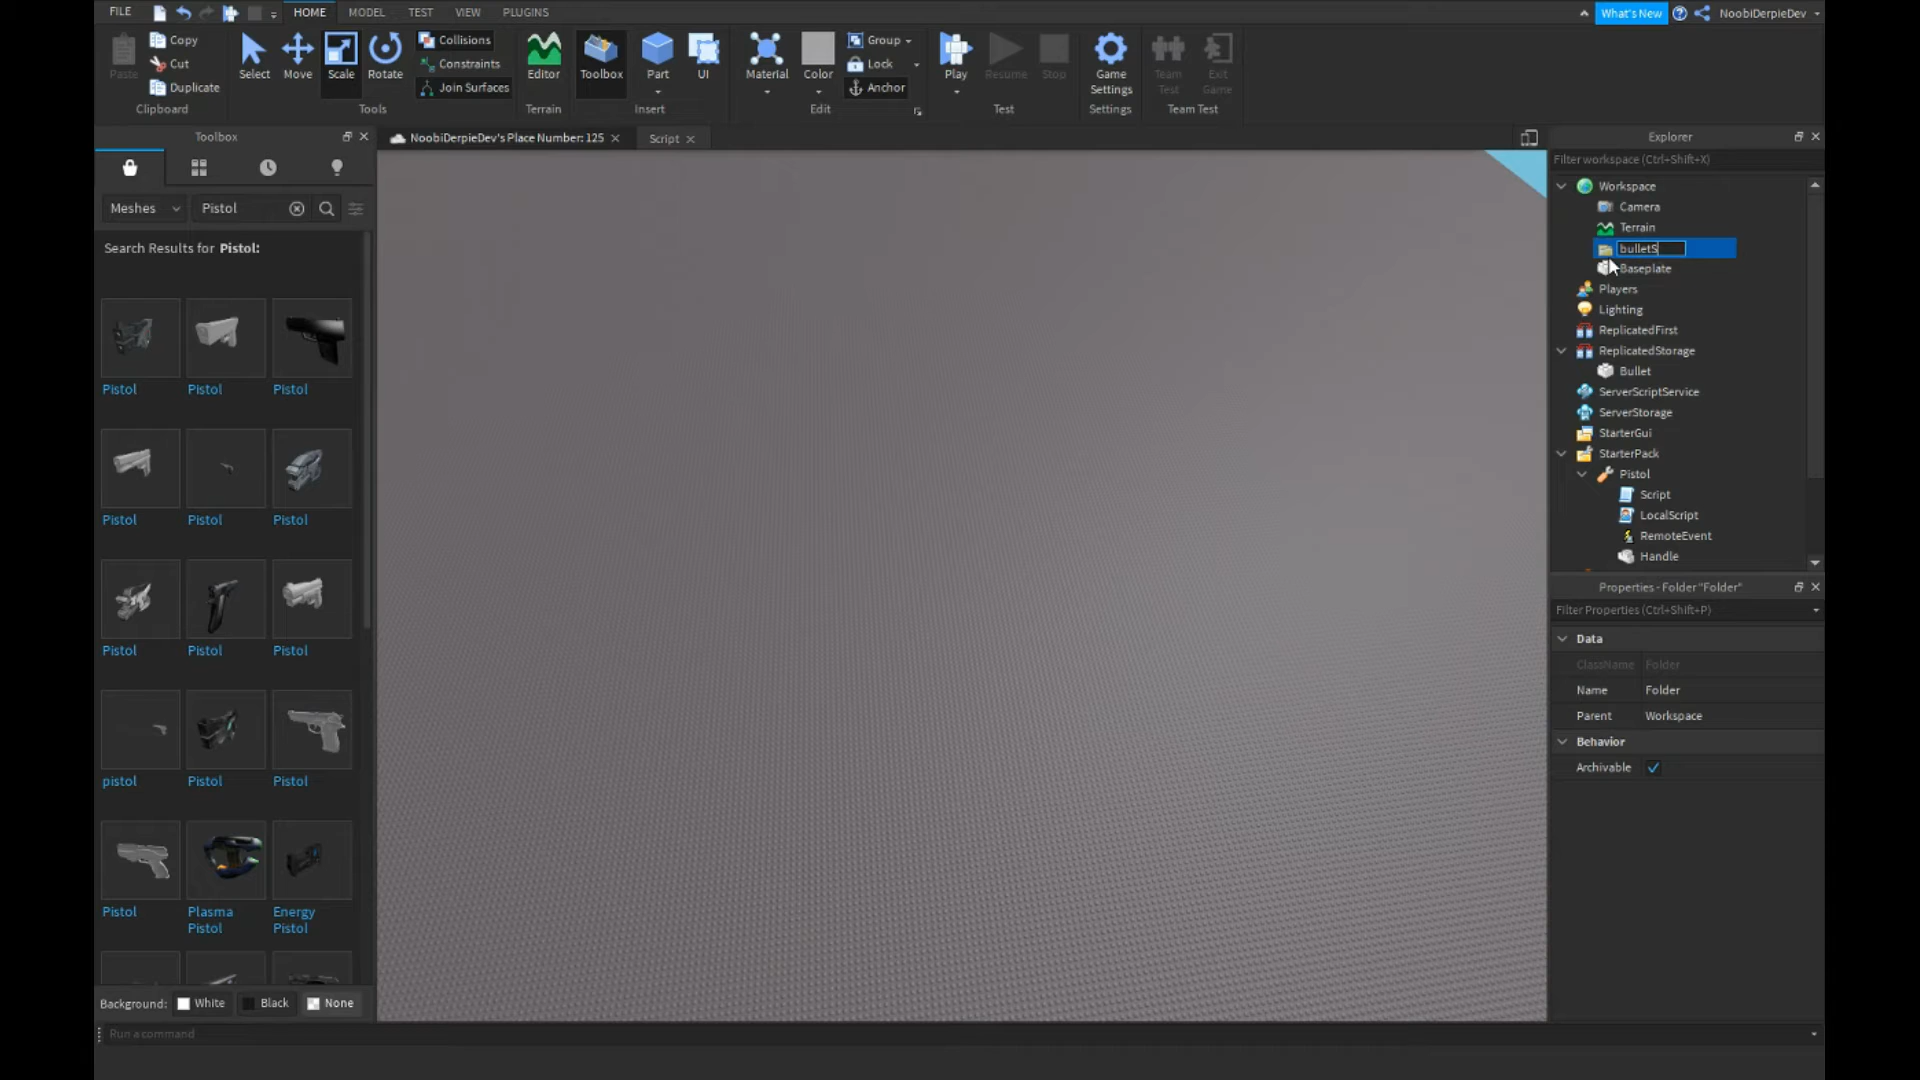 FILE HOME MODEL TEST VIEW PLUGINS What's New NoobiDerpieDev
Paste Copy Cut Duplicate Clipboard
Select Move Scale Rotate Collisions Constraints Join Surfaces Tools
Editor Terrain
Toolbox Part UI Insert
Material Color Group Lock Anchor Edit
Play Resume Stop Test
Game Settings Settings
Team Test Exit Game Team Test
Toolbox
Meshes Pistol
Search Results for Pistol:
Pistol Pistol Pistol
Pistol Pistol Pistol
Pistol Pistol Pistol
pistol Pistol Pistol
Pistol Plasma Pistol Energy Pistol
Background: White Black None
Run a command
NoobiDerpieDev's Place Number: 125 Script
Explorer
Filter workspace (Ctrl+Shift+X)
Workspace
Camera
Terrain
bulletS
Baseplate
Players
Lighting
ReplicatedFirst
ReplicatedStorage
Bullet
ServerScriptService
ServerStorage
StarterGui
StarterPack
Pistol
Script
LocalScript
RemoteEvent
Handle
Properties - Folder "Folder"
Filter Properties (Ctrl+Shift+P)
Data
ClassName Folder
Name Folder
Parent Workspace
Behavior
Archivable